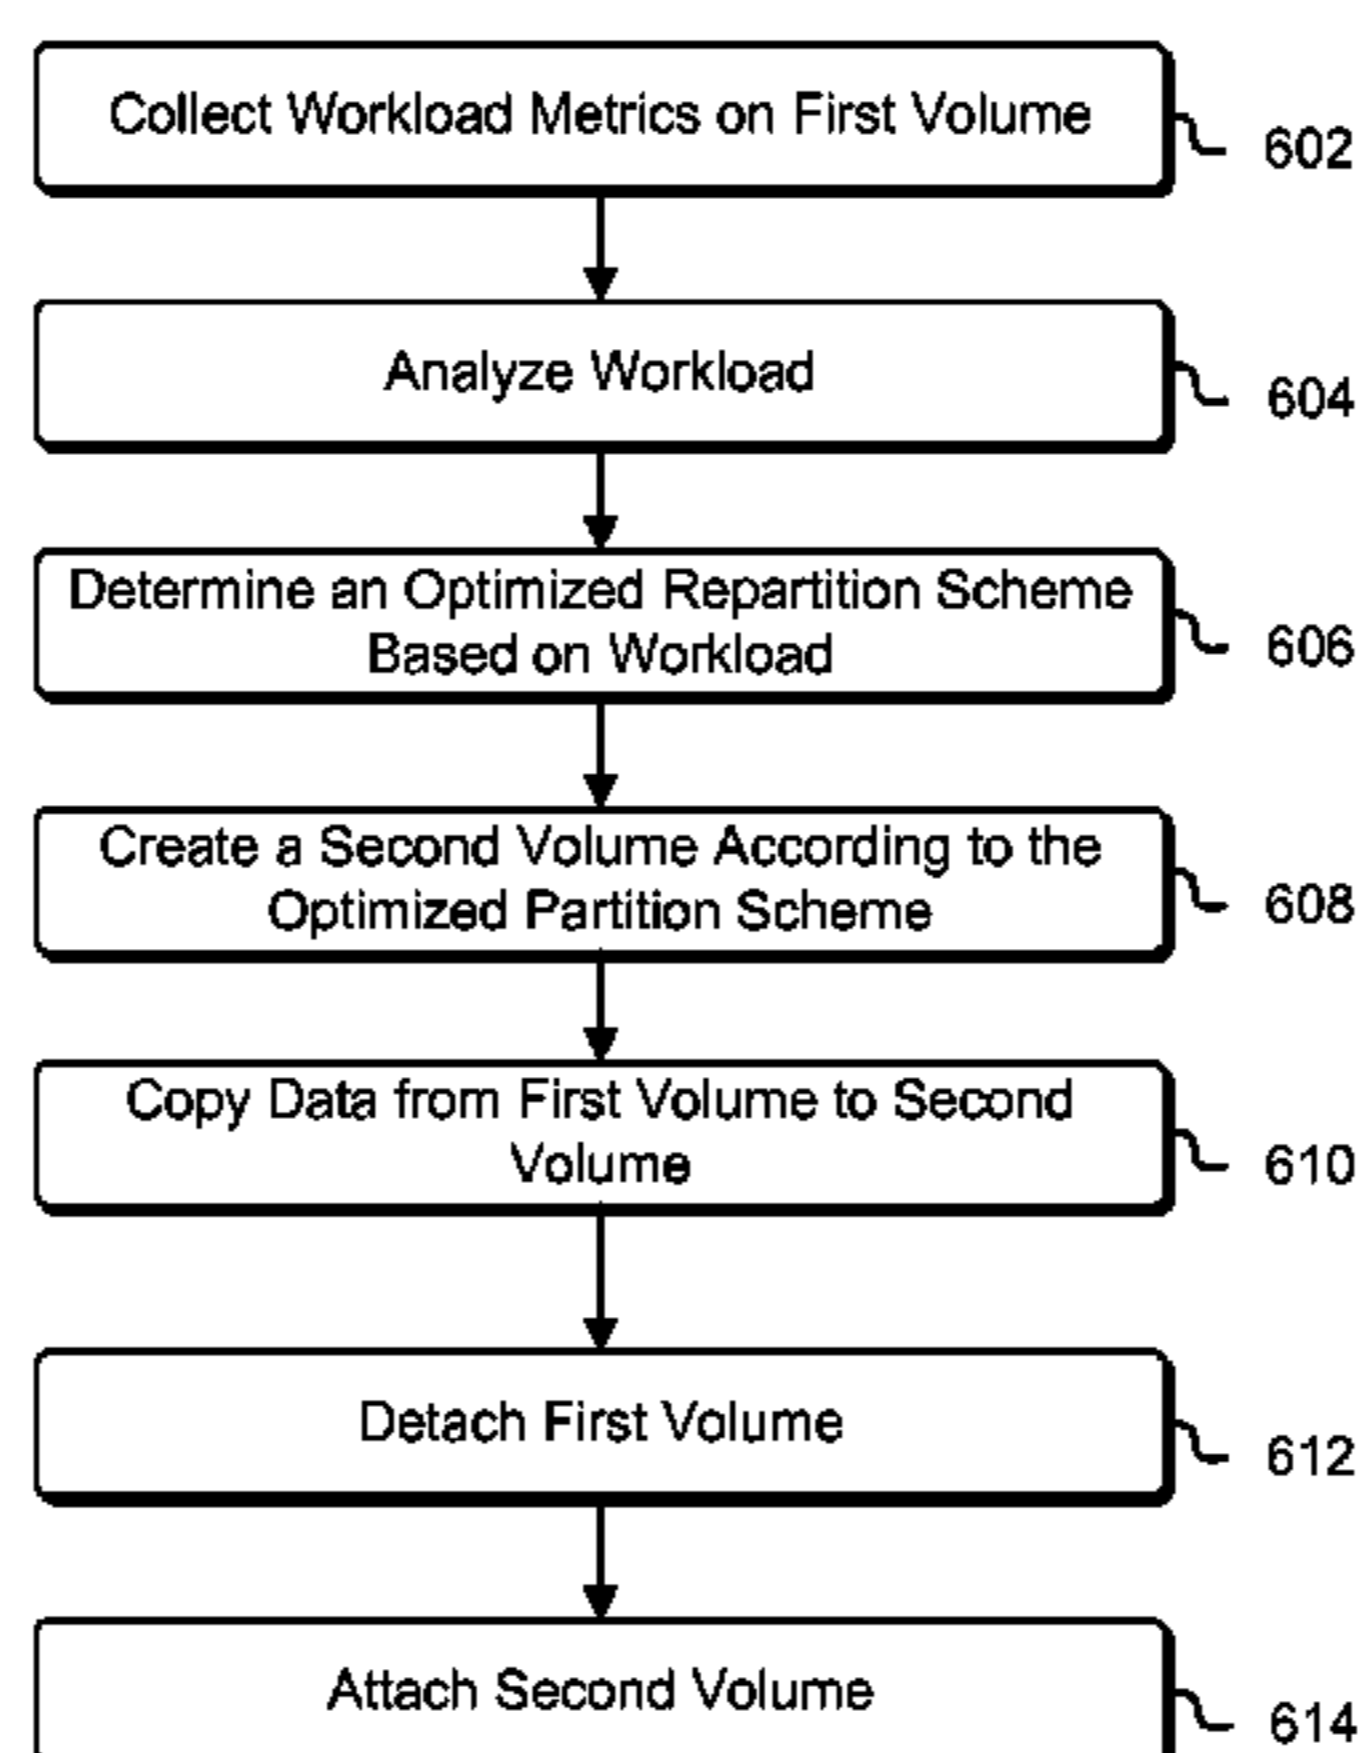 Collect Workload Metrics on First Volume
602
Analyze Workload
604
Determine an Optimized Repartition Scheme
Based on Workload
606
Create a Second Volume According to the
Optimized Partition Scheme
608
Copy Data from First Volume to Second
Volume
610
Detach First Volume
612
Attach Second Volume
614